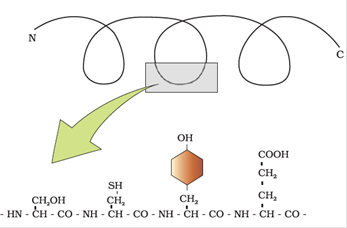 N
C
OH
COOH
CH₂
SH
CH₂OH
CH₂
CH₂
CH₂
- HN - CH - CO - NH - CH - CO - NH - CH - CO - NH - CH - CO -